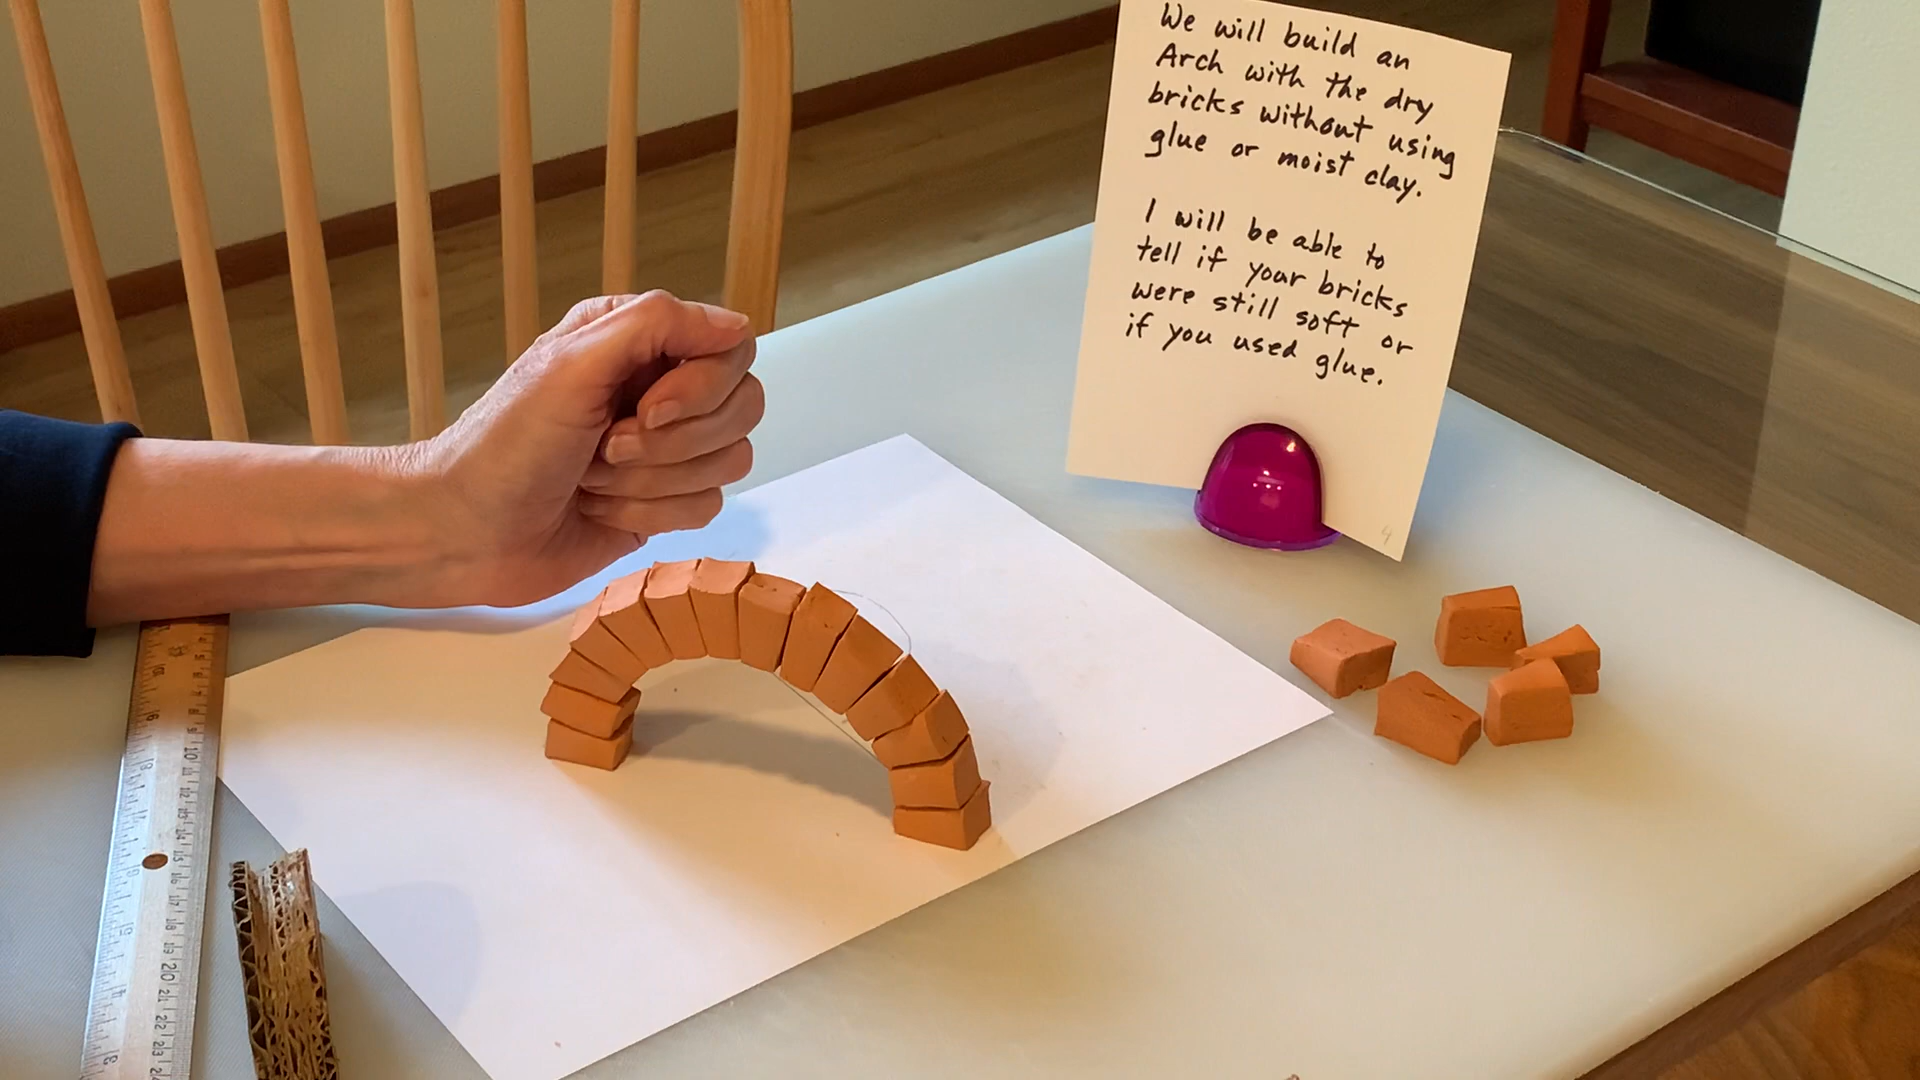 We will build an
Arch with the dry
bricks without using
glue or moist clay.
I will be able to
tell if your bricks
were still soft or
if you used glue.
4